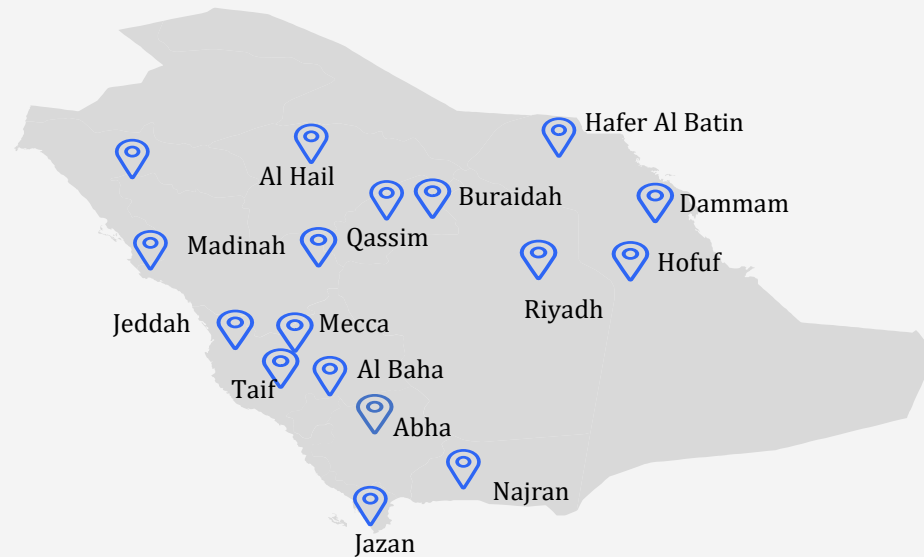 Hafer Al Batin
Al Hail
Buraidah
Dammam
Madinah
Qassim
Hofuf
Riyadh
Jeddah
Mecca
Al Baha
Taif
Abha
Najran
Jazan